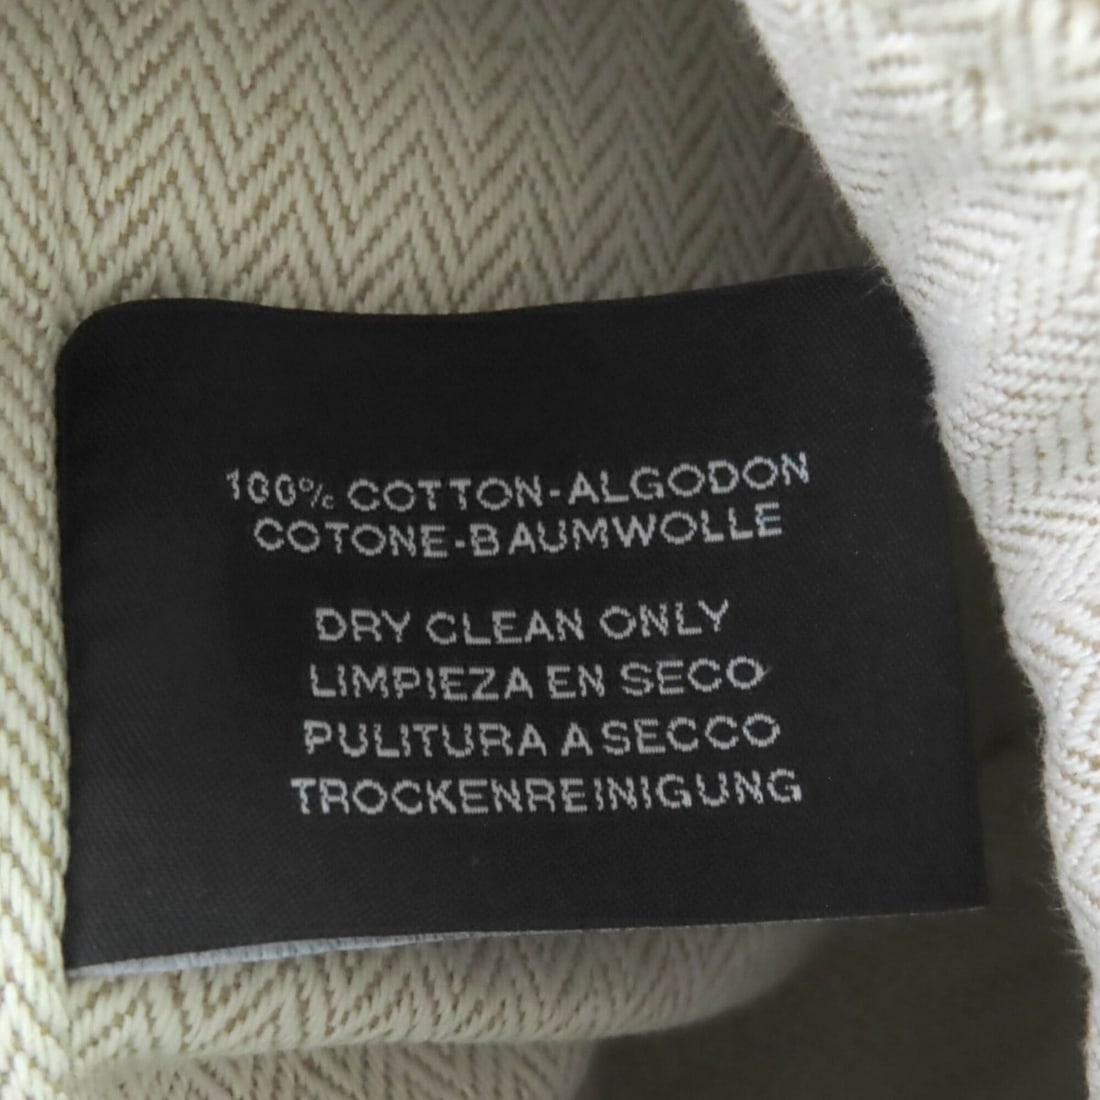 100% COTTON-ALGODON
COTONE-BAUMWOLLE
DRY CLEAN ONLY
LIMPIEZA EN SECO
PULITURA A SECCO
TROCKENREINIGUNG